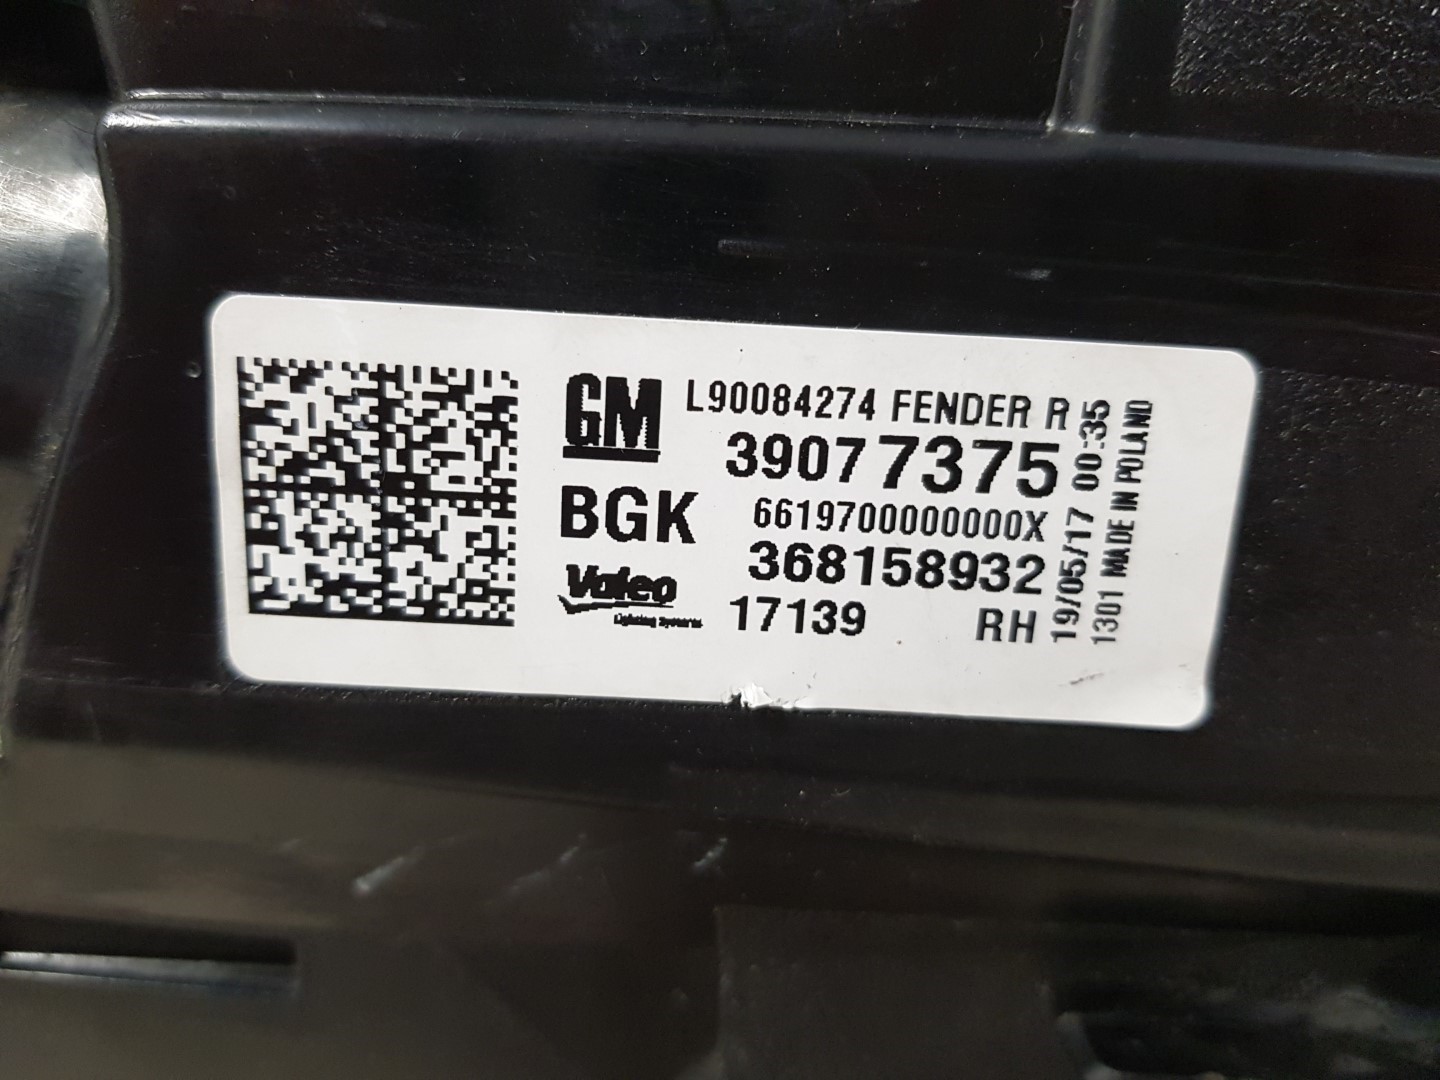 GM
L90084274 FENDER R
39077375
BGK
6619700000000X
368158932
Valeo
Lighting Systems
17139
RH
19/05/17 00:35
1301 MADE IN POLAND